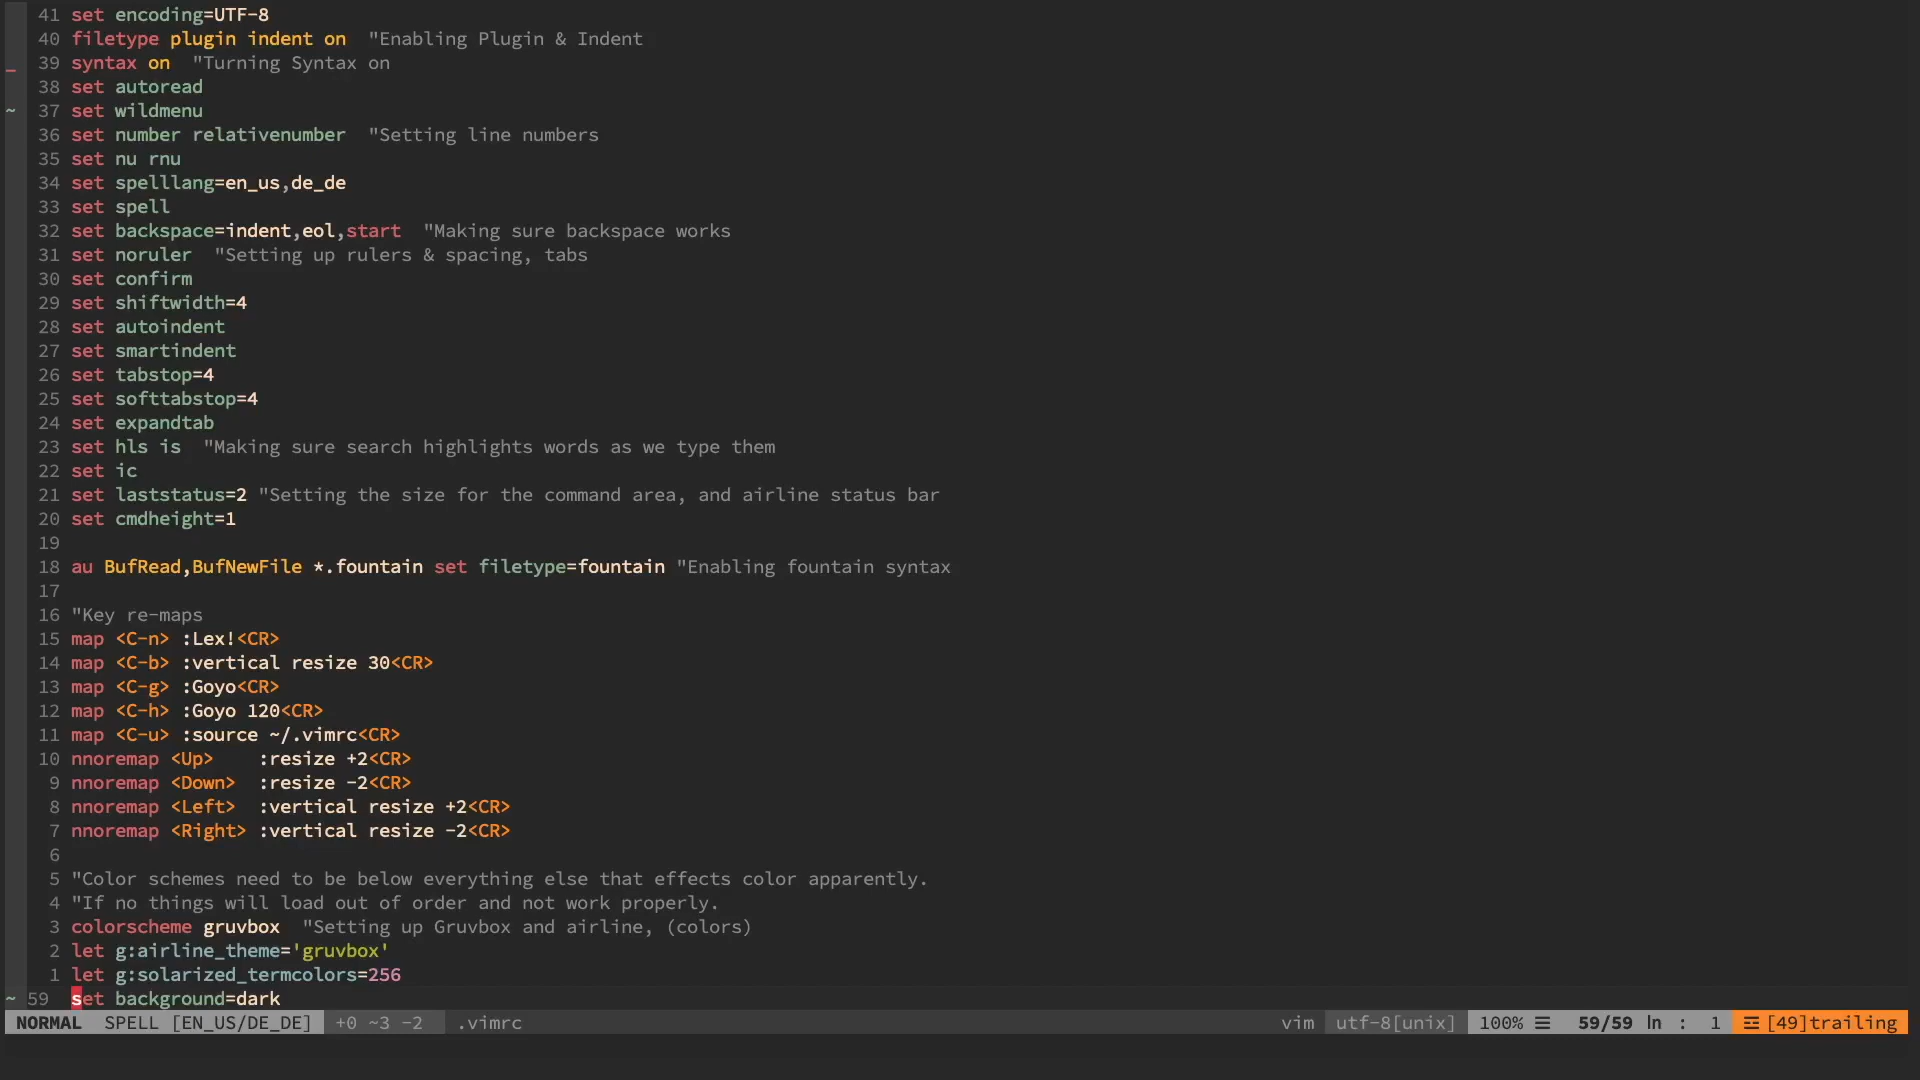 41 set encoding=UTF-8
40 filetype plugin indent on  "Enabling Plugin & Indent
_ 39 syntax on  "Turning Syntax on
38 set autoread
~ 37 set wildmenu
36 set number relativenumber  "Setting line numbers
35 set nu rnu
34 set spelllang=en_us,de_de
33 set spell
32 set backspace=indent,eol,start  "Making sure backspace works
31 set noruler  "Setting up rulers & spacing, tabs
30 set confirm
29 set shiftwidth=4
28 set autoindent
27 set smartindent
26 set tabstop=4
25 set softtabstop=4
24 set expandtab
23 set hls is  "Making sure search highlights words as we type them
22 set ic
21 set laststatus=2 "Setting the size for the command area, and airline status bar
20 set cmdheight=1
19
18 au BufRead,BufNewFile *.fountain set filetype=fountain "Enabling fountain syntax
17
16 "Key re-maps
15 map <C-n> :Lex!<CR>
14 map <C-b> :vertical resize 30<CR>
13 map <C-g> :Goyo<CR>
12 map <C-h> :Goyo 120<CR>
11 map <C-u> :source ~/.vimrc<CR>
10 nnoremap <Up>    :resize +2<CR>
9 nnoremap <Down>  :resize -2<CR>
8 nnoremap <Left>  :vertical resize +2<CR>
7 nnoremap <Right> :vertical resize -2<CR>
6
5 "Color schemes need to be below everything else that effects color apparently.
4 "If no things will load out of order and not work properly.
3 colorscheme gruvbox  "Setting up Gruvbox and airline, (colors)
2 let g:airline_theme='gruvbox'
1 let g:solarized_termcolors=256
~ 59 set background=dark
NORMAL SPELL [EN_US/DE_DE] +0 ~3 -2 .vimrc vim utf-8[unix] 100% ☰ 59/59 ln : 1 ☲ [49]trailing